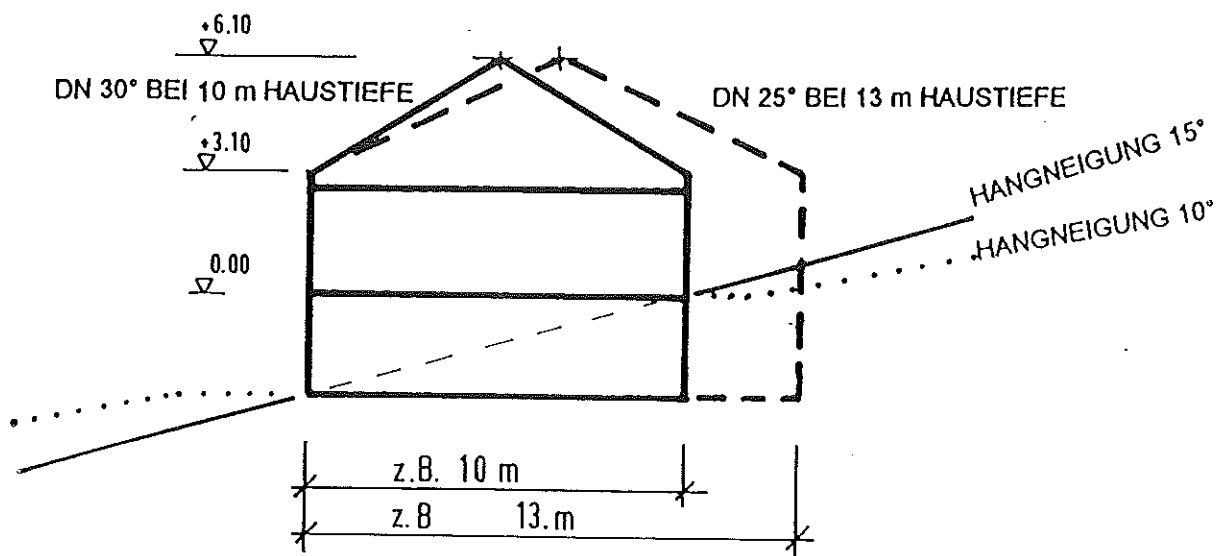 +6.10
DN 30° BEI 10 m HAUSTIEFE
DN 25° BEI 13 m HAUSTIEFE
+3.10
HANGNEIGUNG 15°
HANGNEIGUNG 10°
0.00
z.B. 10 m
z.B 13.m